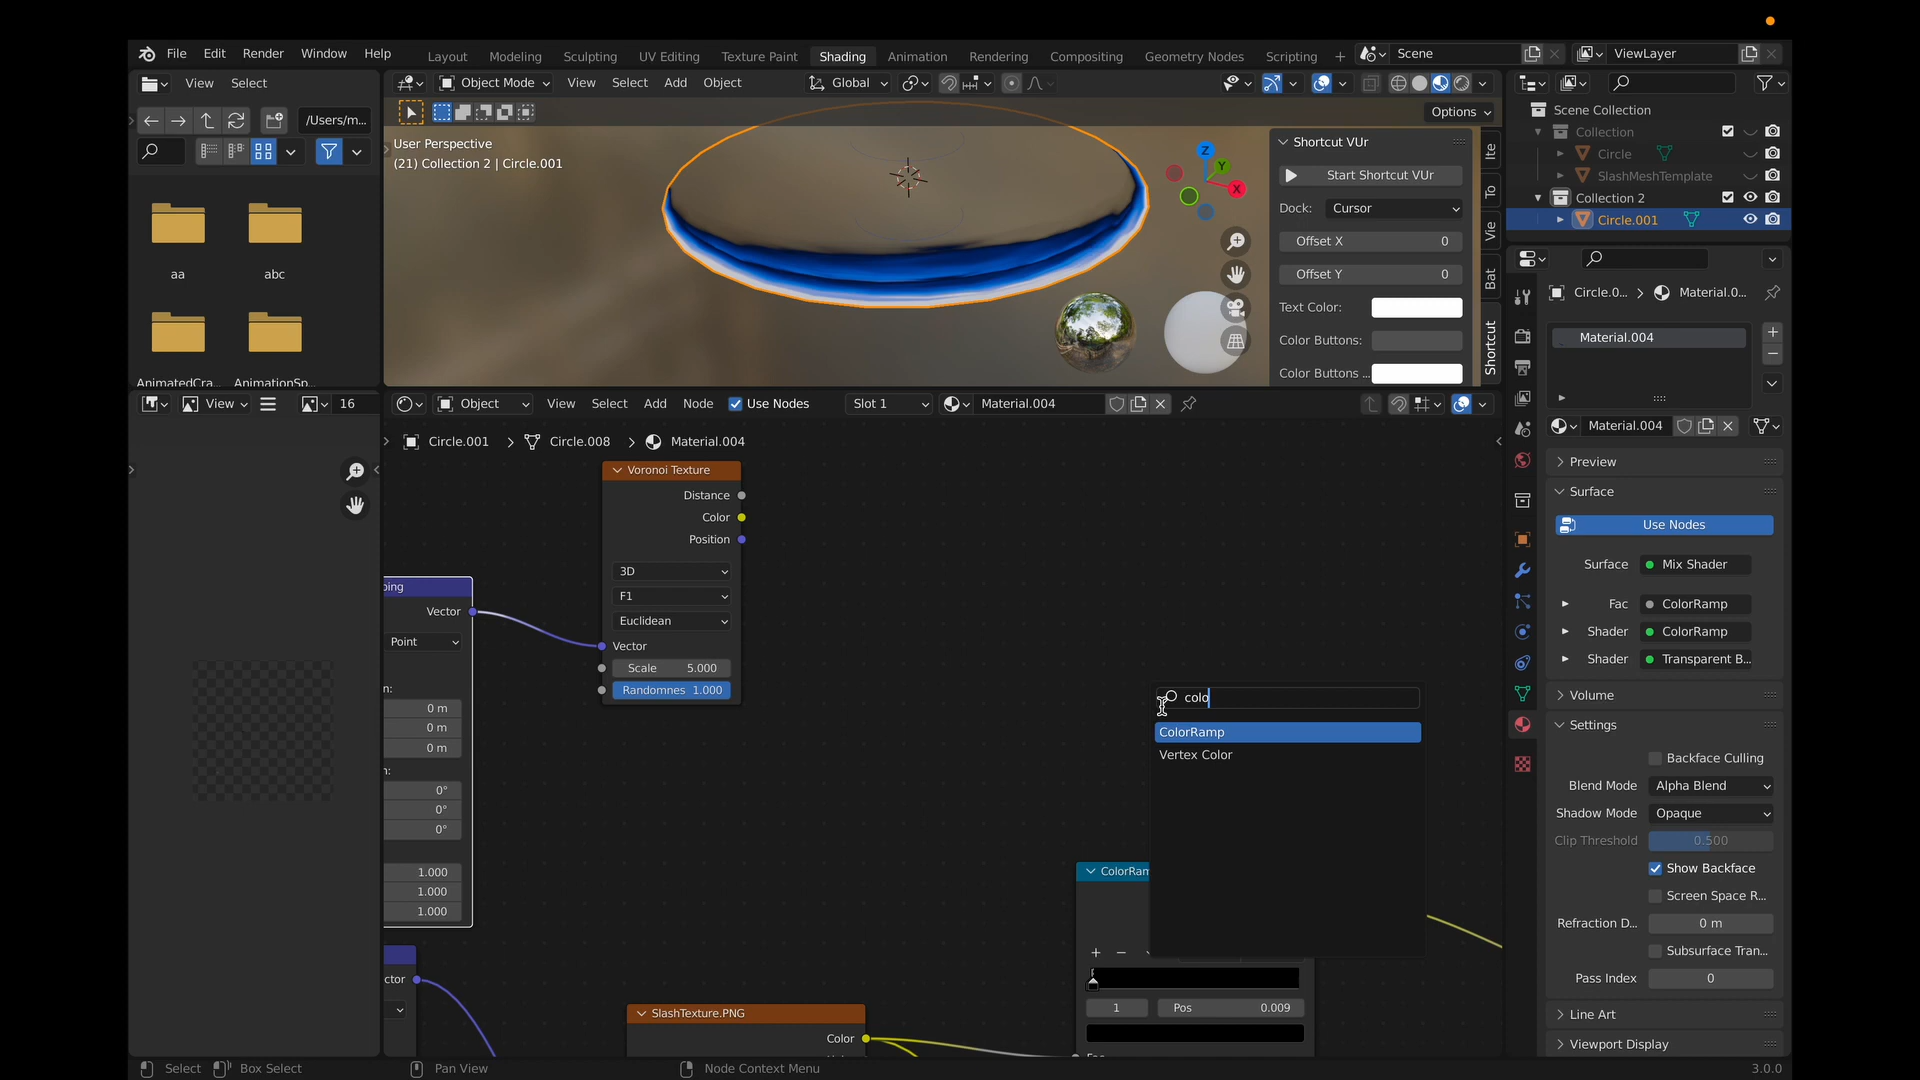 File Edit Render Window Help
Layout Modeling Sculpting UV Editing Texture Paint Shading Animation Rendering Compositing Geometry Nodes Scripting +
Scene
ViewLayer
View Select
Object Mode View Select Add Object
Global
/Users/m...
Options
User Perspective
(21) Collection 2 | Circle.001
Z
Y
X
aa
abc
AnimatedCra...
AnimationSp...
Shortcut VUr
Start Shortcut VUr
Dock: Cursor
Offset X 0
Offset Y 0
Text Color:
Color Buttons:
Color Buttons ...
Ite
To
Vie
Bat
Shortcut
Scene Collection
Collection
Circle
SlashMeshTemplate
Collection 2
Circle.001
Circle.0... > Material.0...
Material.004
Material.004
Preview
Surface
Use Nodes
Surface Mix Shader
Fac ColorRamp
Shader ColorRamp
Shader Transparent B...
Volume
Settings
Backface Culling
Blend Mode Alpha Blend
Shadow Mode Opaque
Clip Threshold 0.500
Show Backface
Screen Space R...
Refraction D... 0 m
Subsurface Tran...
Pass Index 0
Line Art
Viewport Display
View
16
Object View Select Add Node Use Nodes Slot 1 Material.004
Circle.001 > Circle.008 > Material.004
Voronoi Texture
Distance
Color
Position
3D
F1
Euclidean
Vector
Scale 5.000
Randomnes 1.000
ping
Vector
Point
n:
0 m
0 m
0 m
n:
0°
0°
0°
1.000
1.000
1.000
ctor
colo
ColorRamp
Vertex Color
ColorRam
+ −
1 Pos 0.009
Fac
SlashTexture.PNG
Color
Select Box Select Pan View Node Context Menu 3.0.0